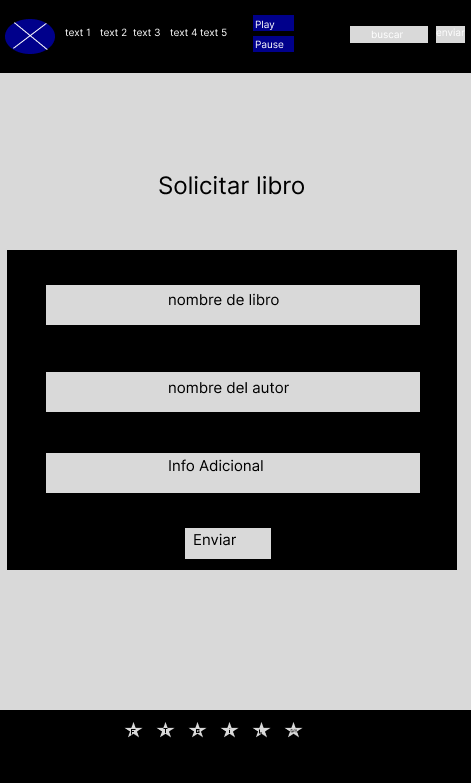 text 1 text 2 text 3 text 4 text 5
Play
Pause
buscar
enviar
Solicitar libro
nombre de libro
nombre del autor
Info Adicional
Enviar